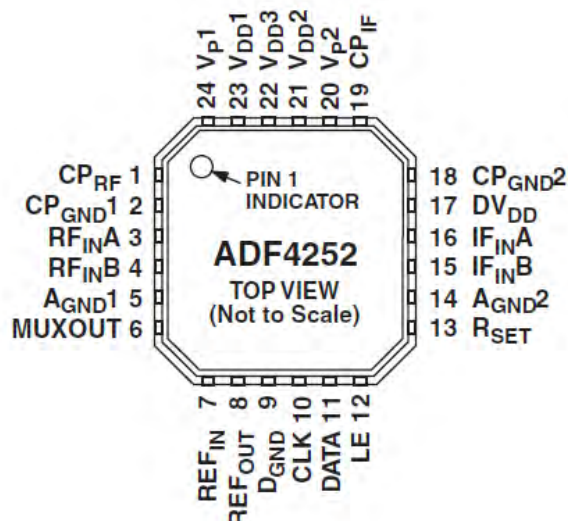 24 VP1
23 VDD1
22 VDD3
21 VDD2
20 VP2
19 CPIF
CPRF 1
CPGND1 2
RFINA 3
RFINB 4
AGND1 5
MUXOUT 6
PIN 1
INDICATOR
ADF4252
TOP VIEW
(Not to Scale)
18 CPGND2
17 DVDD
16 IFINA
15 IFINB
14 AGND2
13 RSET
7 REFIN
8 REFOUT
9 DGND
10 CLK
11 DATA
12 LE